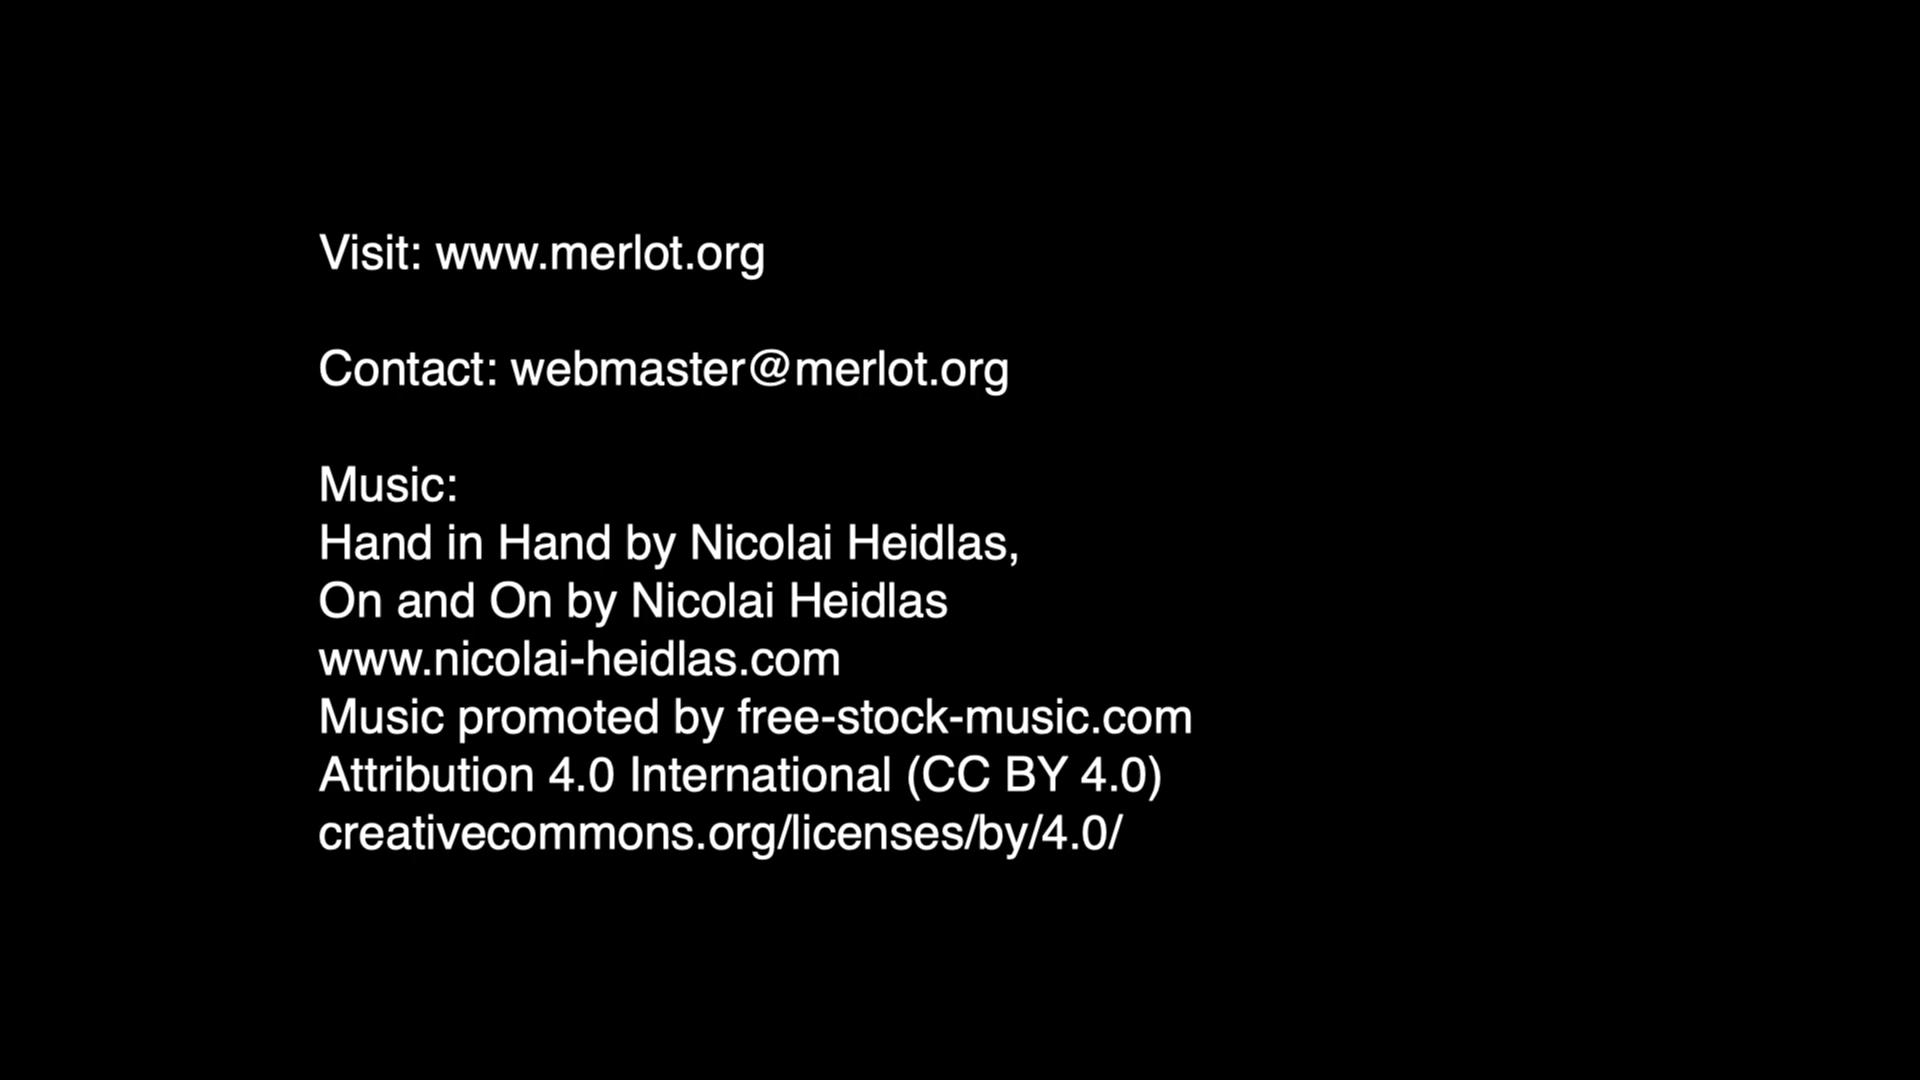 Visit: www.merlot.org
Contact: webmaster@merlot.org
Music:
Hand in Hand by Nicolai Heidlas,
On and On by Nicolai Heidlas
www.nicolai-heidlas.com
Music promoted by free-stock-music.com
Attribution 4.0 International (CC BY 4.0)
creativecommons.org/licenses/by/4.0/